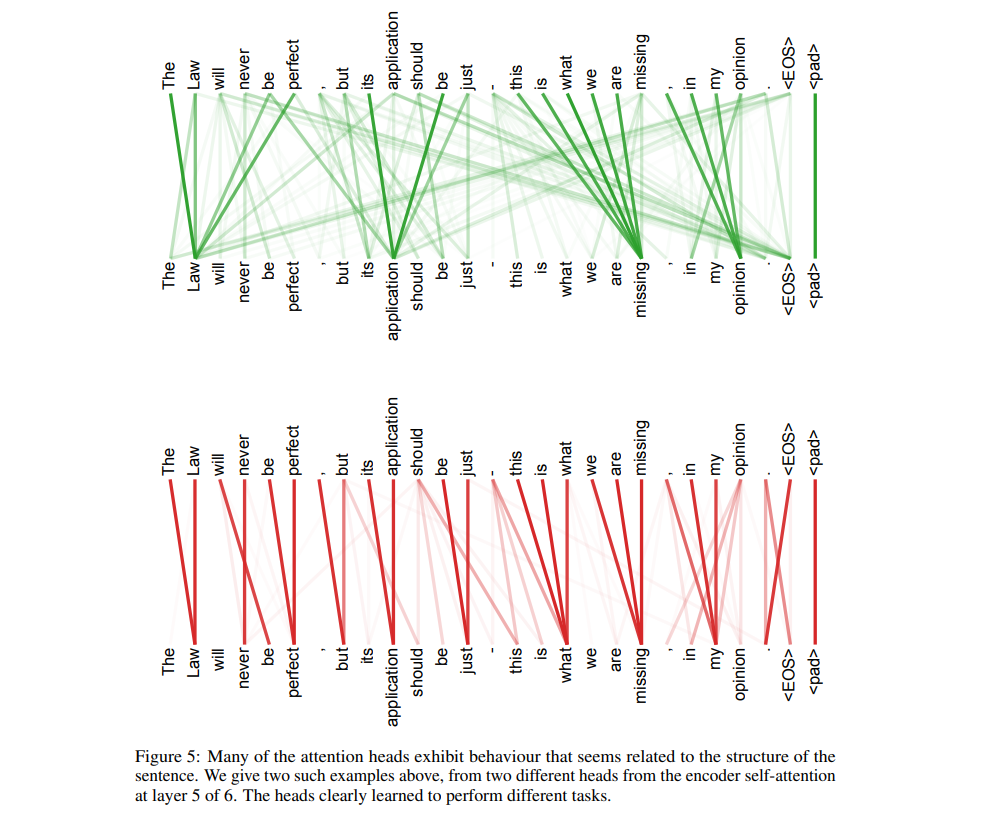 The Law will never be perfect , but its application should be just - this is what we are missing , in my opinion . <EOS> <pad>
The Law will never be perfect , but its application should be just - this is what we are missing , in my opinion . <EOS> <pad>
The Law will never be perfect , but its application should be just - this is what we are missing , in my opinion . <EOS> <pad>
The Law will never be perfect , but its application should be just - this is what we are missing , in my opinion . <EOS> <pad>
Figure 5: Many of the attention heads exhibit behaviour that seems related to the structure of the
sentence. We give two such examples above, from two different heads from the encoder self-attention
at layer 5 of 6. The heads clearly learned to perform different tasks.